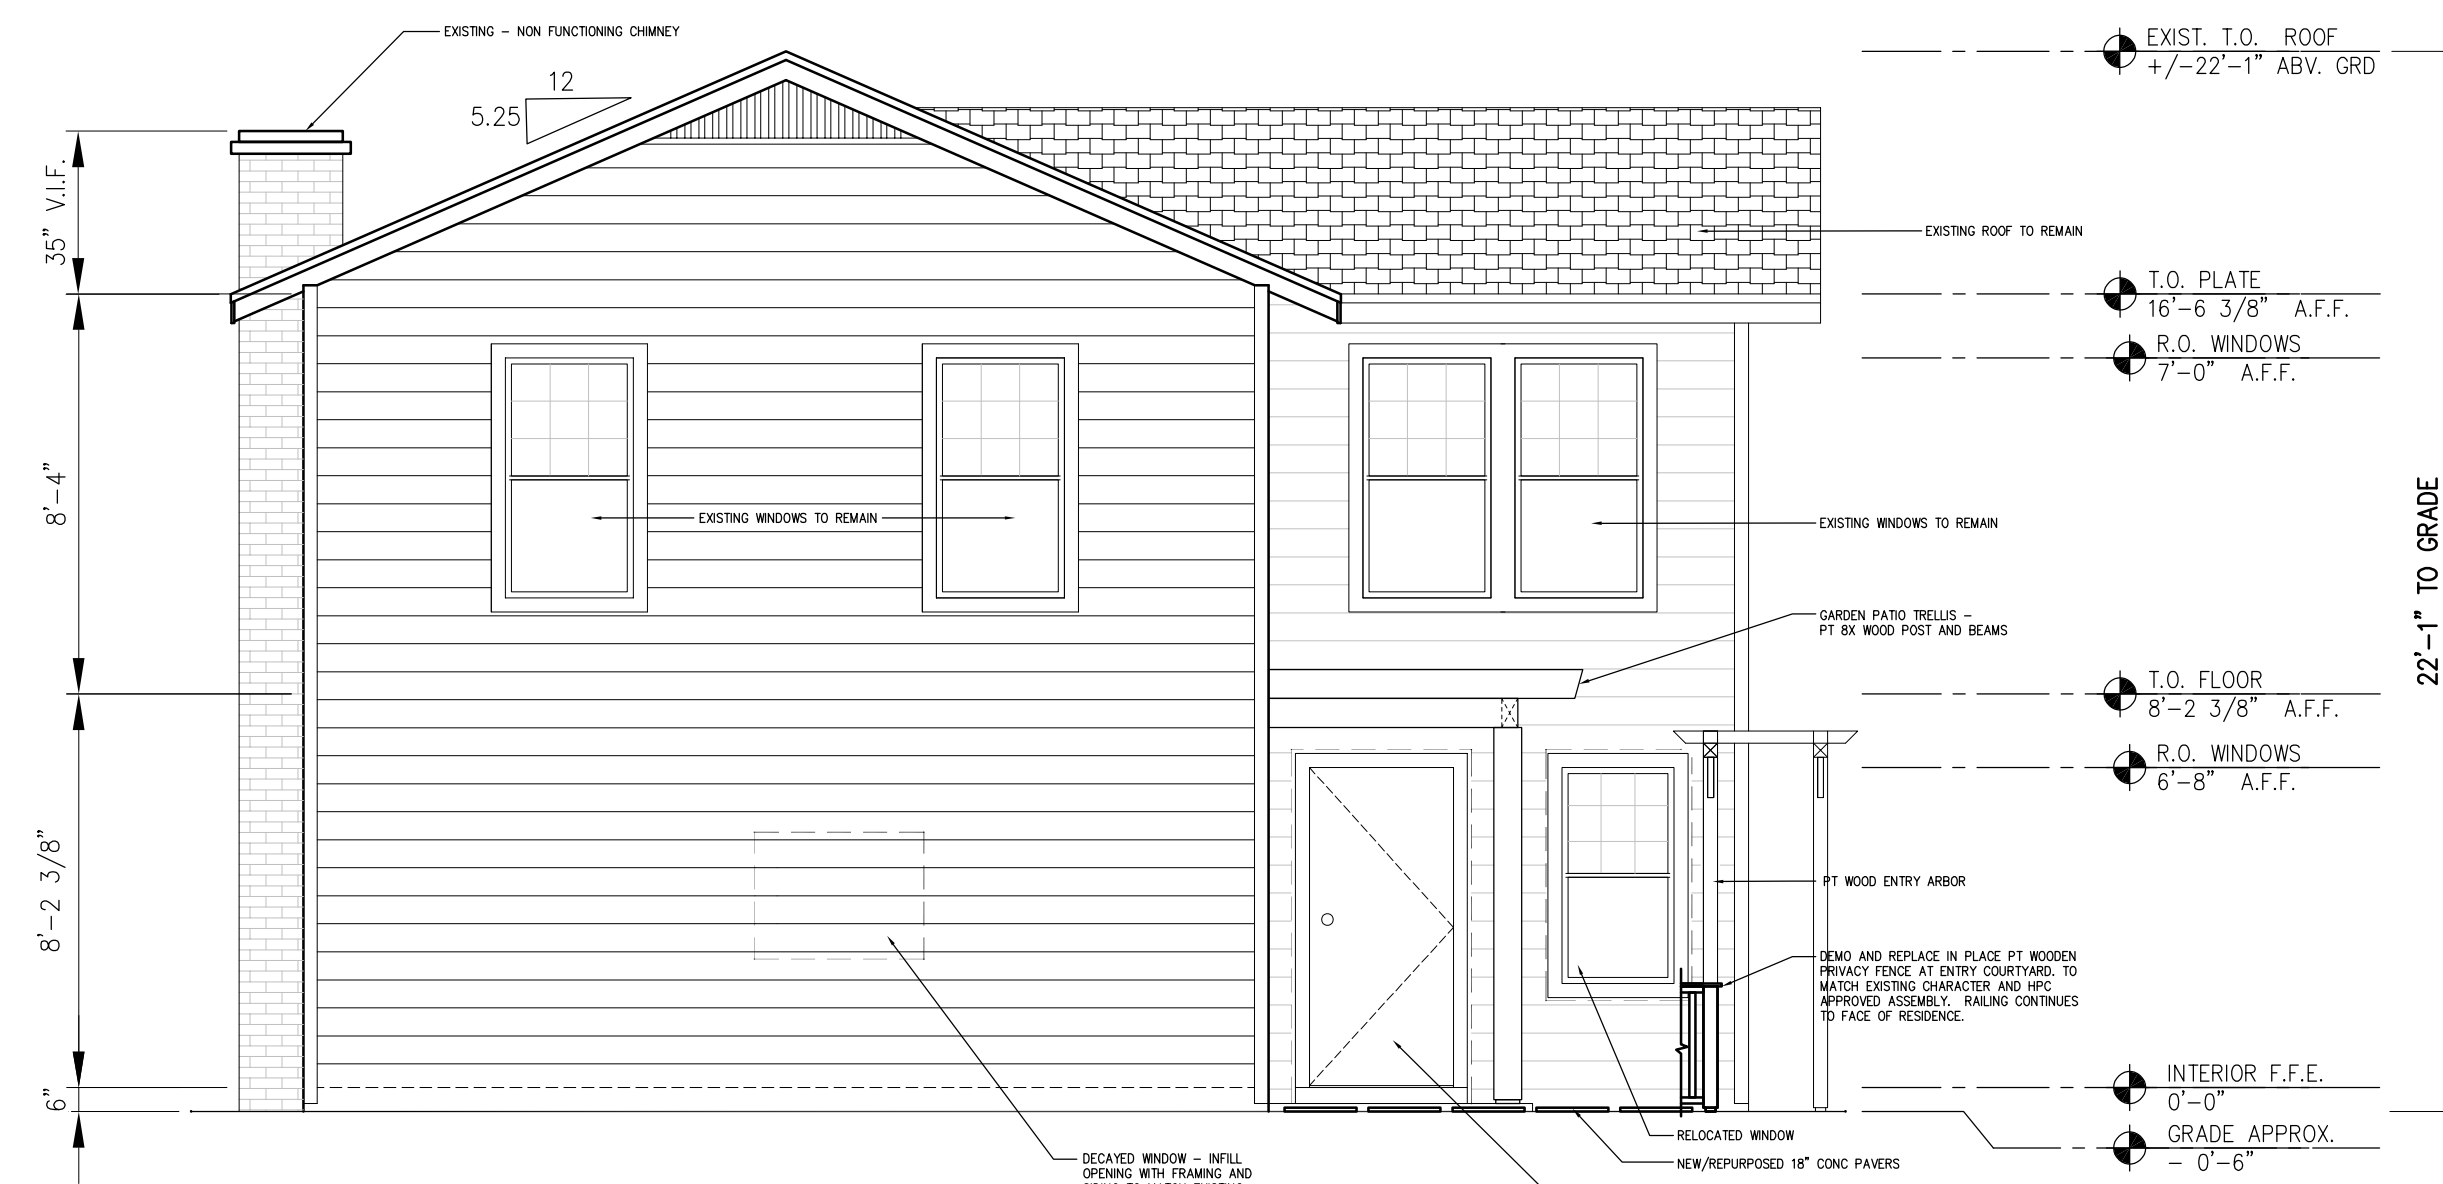 EXISTING – NON FUNCTIONING CHIMNEY
12
5.25
35" V.I.F.
8'–4"
8'–2 3/8"
6"
EXISTING WINDOWS TO REMAIN
DECAYED WINDOW – INFILL
OPENING WITH FRAMING AND
EXISTING ROOF TO REMAIN
EXISTING WINDOWS TO REMAIN
GARDEN PATIO TRELLIS –
PT 8X WOOD POST AND BEAMS
PT WOOD ENTRY ARBOR
DEMO AND REPLACE IN PLACE PT WOODEN
PRIVACY FENCE AT ENTRY COURTYARD. TO
MATCH EXISTING CHARACTER AND HPC
APPROVED ASSEMBLY. RAILING CONTINUES
TO FACE OF RESIDENCE.
RELOCATED WINDOW
NEW/REPURPOSED 18" CONC PAVERS
EXIST. T.O. ROOF
+/–22'–1" ABV. GRD
T.O. PLATE
16'–6 3/8" A.F.F.
R.O. WINDOWS
7'–0" A.F.F.
T.O. FLOOR
8'–2 3/8" A.F.F.
R.O. WINDOWS
6'–8" A.F.F.
INTERIOR F.F.E.
0'–0"
GRADE APPROX.
– 0'–6"
22'–1" TO GRADE